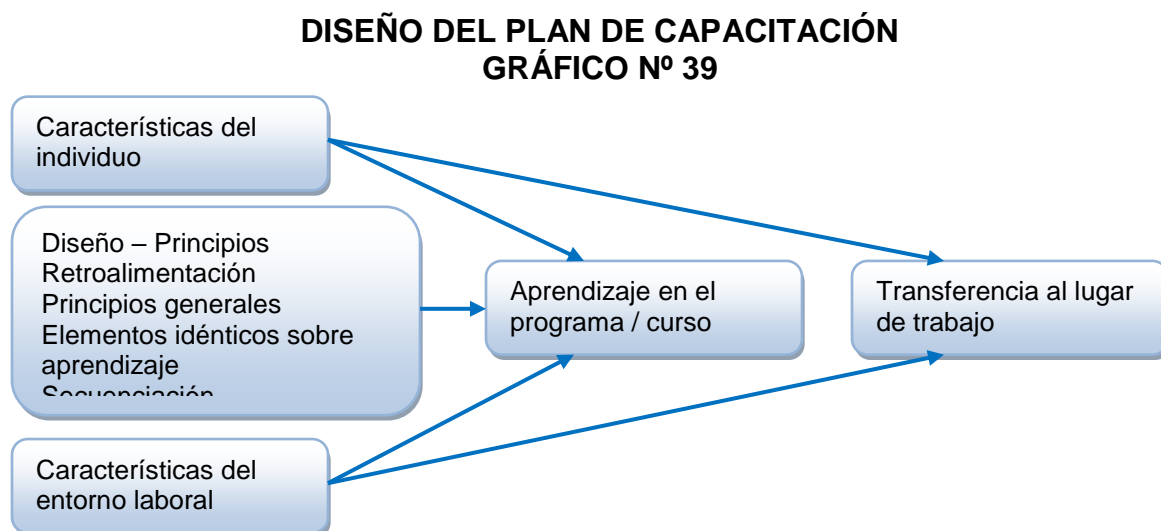 DISEÑO DEL PLAN DE CAPACITACIÓN
GRÁFICO Nº 39
Características del
individuo
Diseño – Principios
Retroalimentación
Principios generales
Elementos idénticos sobre
aprendizaje
Secuenciación
Aprendizaje en el
programa / curso
Transferencia al lugar
de trabajo
Características del
entorno laboral